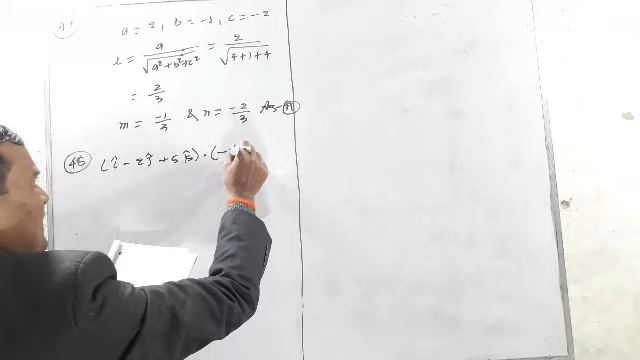 47
a = 2, b = -1, c = -2
l = a / √(a² + b² + c²) = 2 / √(4+1+4)
= 2/3
m = -1/3 & n = -2/3 Ans (A)
48 (î - 2ĵ + 5k̂) · (-